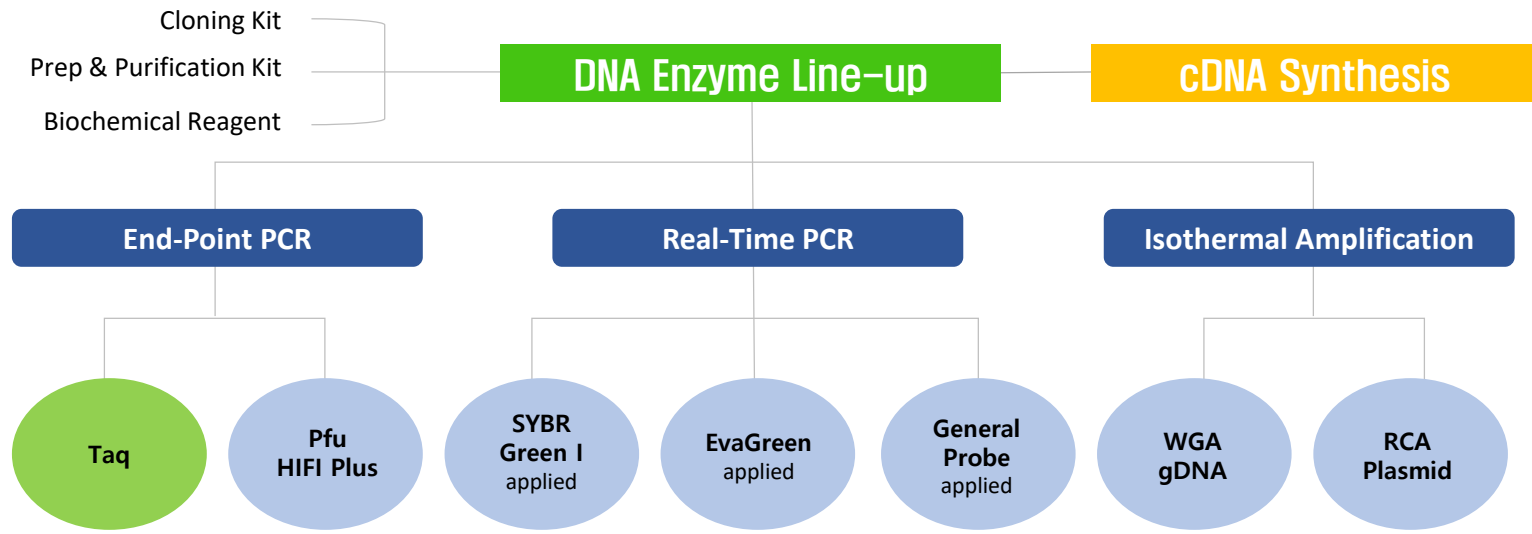 Cloning Kit
Prep & Purification Kit
Biochemical Reagent
DNA Enzyme Line-up
cDNA Synthesis
End-Point PCR
Real-Time PCR
Isothermal Amplification
Taq
Pfu
HIFI Plus
SYBR
Green I
applied
EvaGreen
applied
General
Probe
applied
WGA
gDNA
RCA
Plasmid